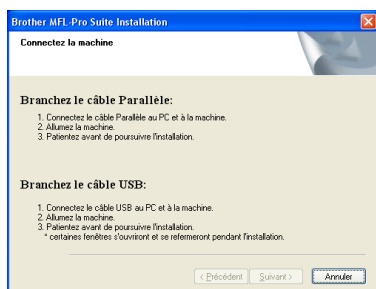 Brother MFL-Pro Suite Installation
Connectez la machine
Branchez le câble Parallèle:
1. Connectez le câble Parallèle au PC et à la machine.
2. Allumez la machine.
3. Patientez avant de poursuivre l'installation.
Branchez le câble USB:
1. Connectez le câble USB au PC et à la machine.
2. Allumez la machine.
3. Patientez avant de poursuivre l'installation.
* certaines fenêtres s'ouvriront et se refermeront pendant l'installation.
< Précédent Suivant > Annuler